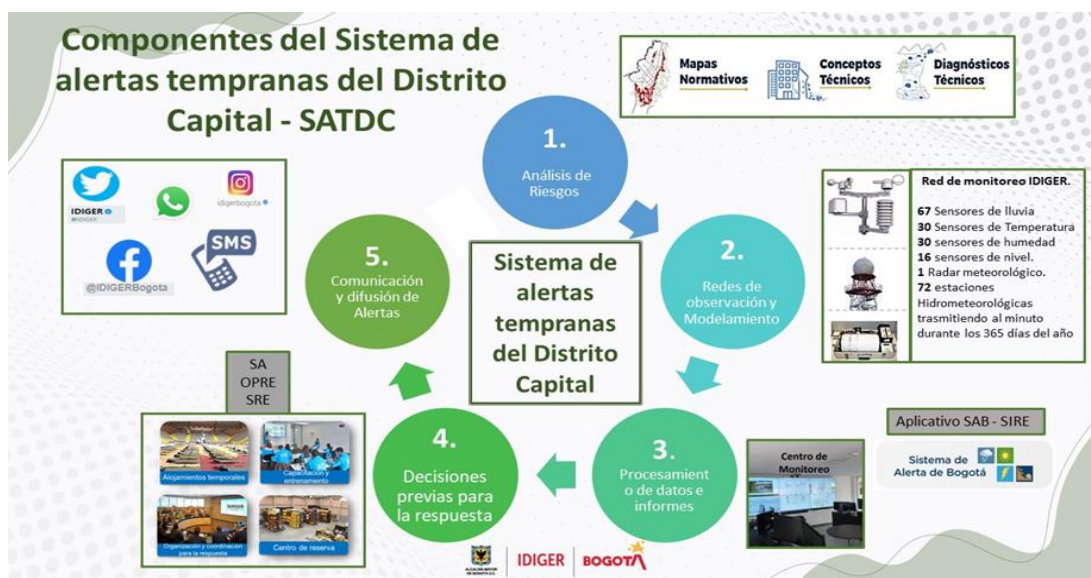 Componentes del Sistema de
alertas tempranas del Distrito
Capital - SATDC
Mapas
Normativos
Conceptos
Técnicos
Diagnósticos
Técnicos
1.
Análisis de
Riesgos
2.
Redes de
observación y
Modelamiento
Red de monitoreo IDIGER.
67 Sensores de lluvia
30 Sensores de Temperatura
30 sensores de humedad
16 sensores de nivel.
1 Radar meteorológico.
72 estaciones
Hidrometeorológicas
trasmitiendo al minuto
durante los 365 días del año
3.
Procesamient
o de datos e
informes
Centro de
Monitoreo
Aplicativo SAB - SIRE
Sistema de
Alerta de Bogotá
4.
Decisiones
previas para
la respuesta
SA
OPRE
SRE
Alojamientos temporales
Capacitación y
entrenamiento
Organización y coordinación
para la respuesta
Centro de reserva
5.
Comunicación
y difusión de
Alertas
IDIGER
@IDIGER
idigerbogota
SMS
@IDIGERBogota
Sistema de
alertas
tempranas
del Distrito
Capital
ALCALDÍA MAYOR
DE BOGOTÁ D.C.
IDIGER
BOGOTÁ